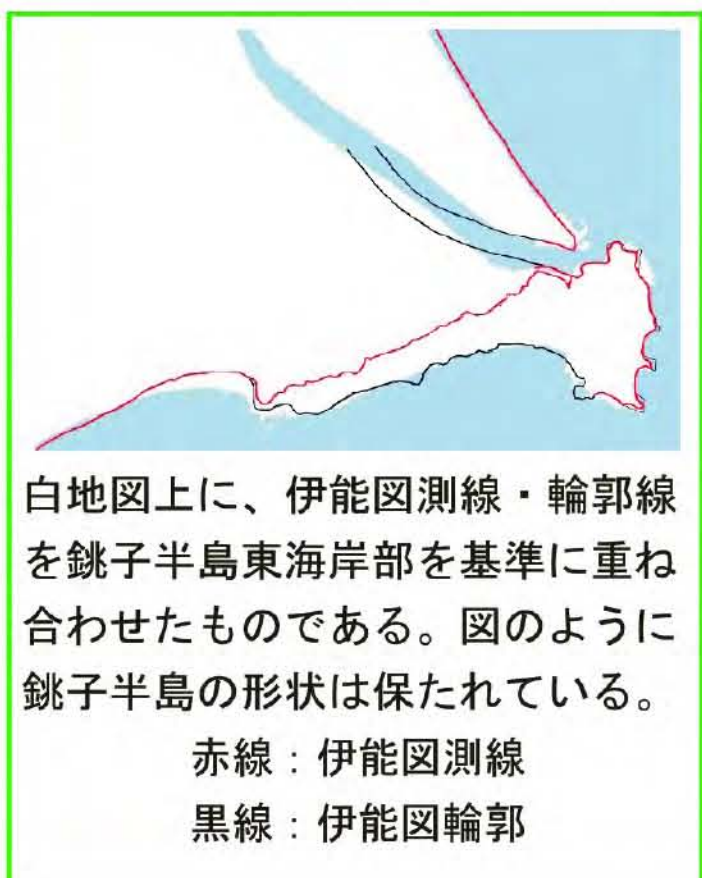 白地図上に、伊能図測線・輪郭線
を銚子半島東海岸部を基準に重ね
合わせたものである。図のように
銚子半島の形状は保たれている。
赤線：伊能図測線
黒線：伊能図輪郭